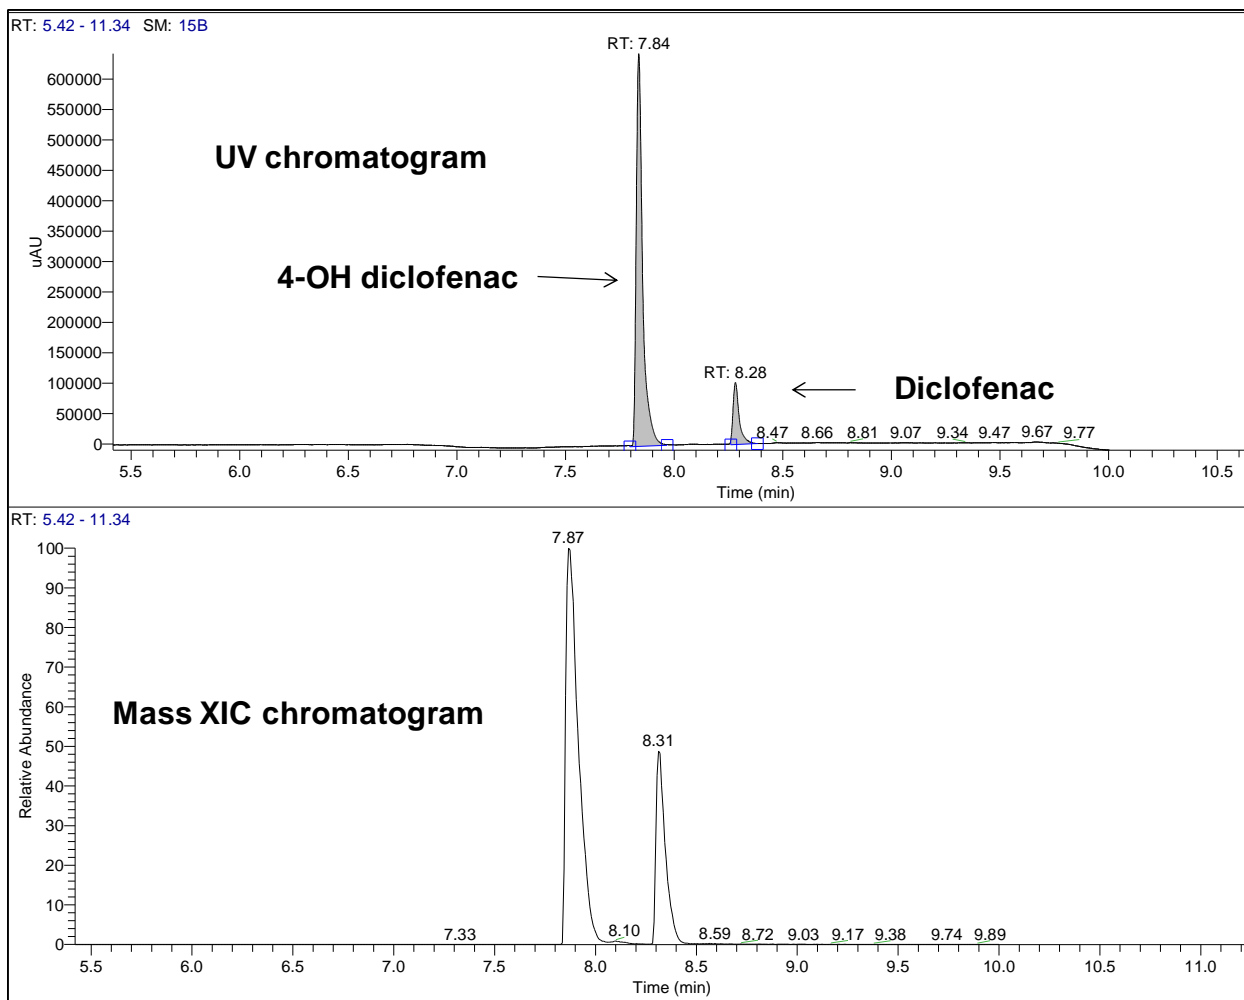 RT: 5.42 - 11.34 SM: 15B
RT: 7.84
600000
550000
500000
450000
400000
350000
300000
250000
200000
150000
100000
50000
0
uAU
UV chromatogram
4-OH diclofenac
RT: 8.28
Diclofenac
8.47 8.66 8.81 9.07 9.34 9.47 9.67 9.77
5.5 6.0 6.5 7.0 7.5 8.0 8.5 9.0 9.5 10.0 10.5
Time (min)
RT: 5.42 - 11.34
7.87
100
90
80
70
60
50
40
30
20
10
0
Relative Abundance
Mass XIC chromatogram
8.31
7.33 8.10 8.59 8.72 9.03 9.17 9.38 9.74 9.89
5.5 6.0 6.5 7.0 7.5 8.0 8.5 9.0 9.5 10.0 10.5 11.0
Time (min)